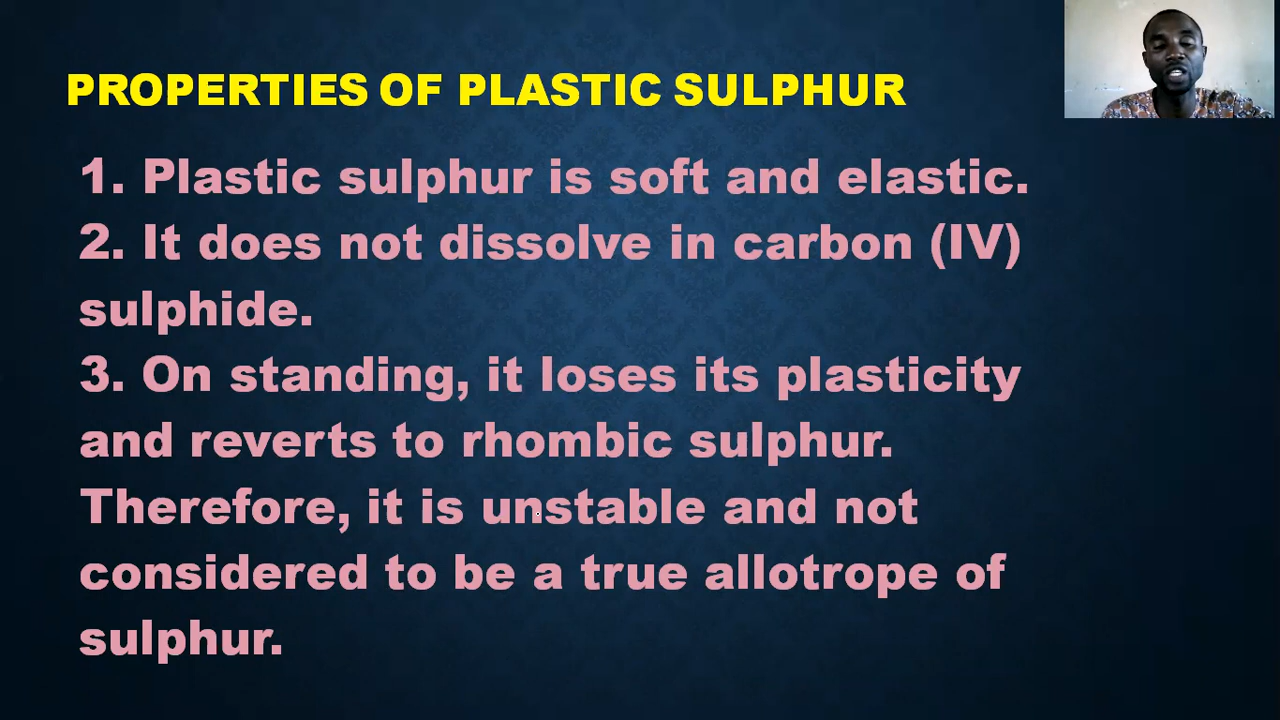 PROPERTIES OF PLASTIC SULPHUR
1. Plastic sulphur is soft and elastic.
2. It does not dissolve in carbon (IV)
sulphide.
3. On standing, it loses its plasticity
and reverts to rhombic sulphur.
Therefore, it is unstable and not
considered to be a true allotrope of
sulphur.